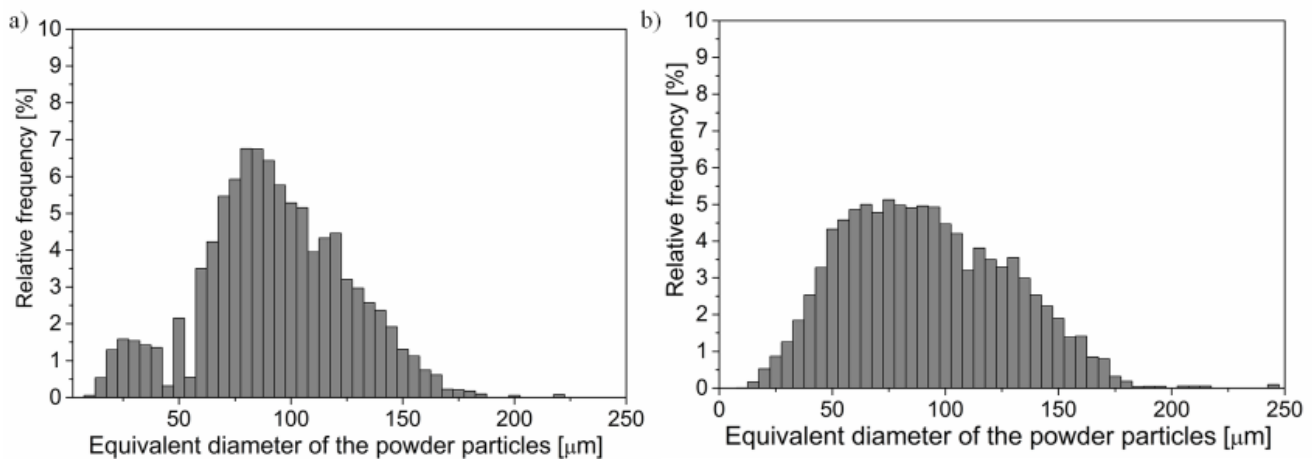 a)
10
9
8
7
6
5
4
3
2
1
0
Relative frequency [%]
50 100 150 200 250
Equivalent diameter of the powder particles [μm]
b)
10
9
8
7
6
5
4
3
2
1
0
Relative frequency [%]
0 50 100 150 200 250
Equivalent diameter of the powder particles [μm]